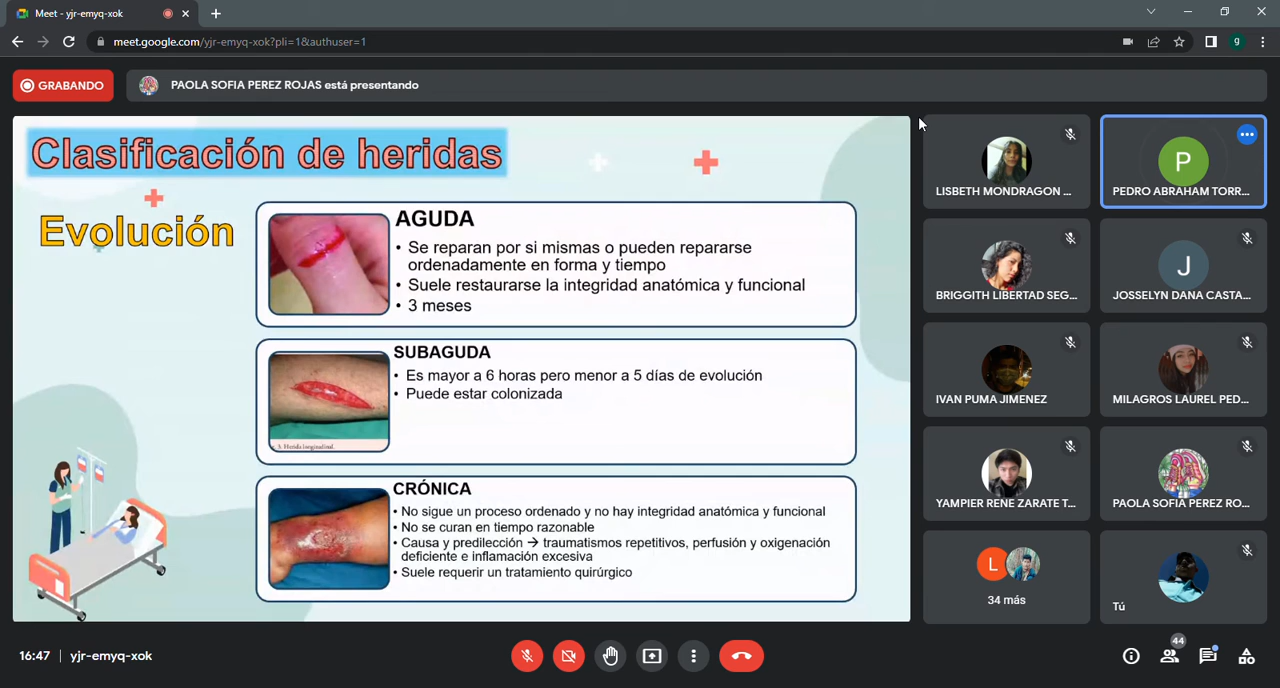 Meet - yjr-emyq-xok
meet.google.com/yjr-emyq-xok?pli=1&authuser=1
g
GRABANDO
PAOLA SOFIA PEREZ ROJAS está presentando
Clasificación de heridas
Evolución
AGUDA
• Se reparan por si mismas o pueden repararse
ordenadamente en forma y tiempo
• Suele restaurarse la integridad anatómica y funcional
• 3 meses
SUBAGUDA
• Es mayor a 6 horas pero menor a 5 días de evolución
• Puede estar colonizada
3. Herida longitudinal.
CRÓNICA
• No sigue un proceso ordenado y no hay integridad anatómica y funcional
• No se curan en tiempo razonable
• Causa y predilección → traumatismos repetitivos, perfusión y oxigenación
deficiente e inflamación excesiva
• Suele requerir un tratamiento quirúrgico
LISBETH MONDRAGON ...
P
PEDRO ABRAHAM TORR...
BRIGGITH LIBERTAD SEG...
J
JOSSELYN DANA CASTA...
IVAN PUMA JIMENEZ
MILAGROS LAUREL PED...
YAMPIER RENE ZARATE T...
PAOLA SOFIA PEREZ RO...
L
34 más
Tú
16:47 | yjr-emyq-xok
44